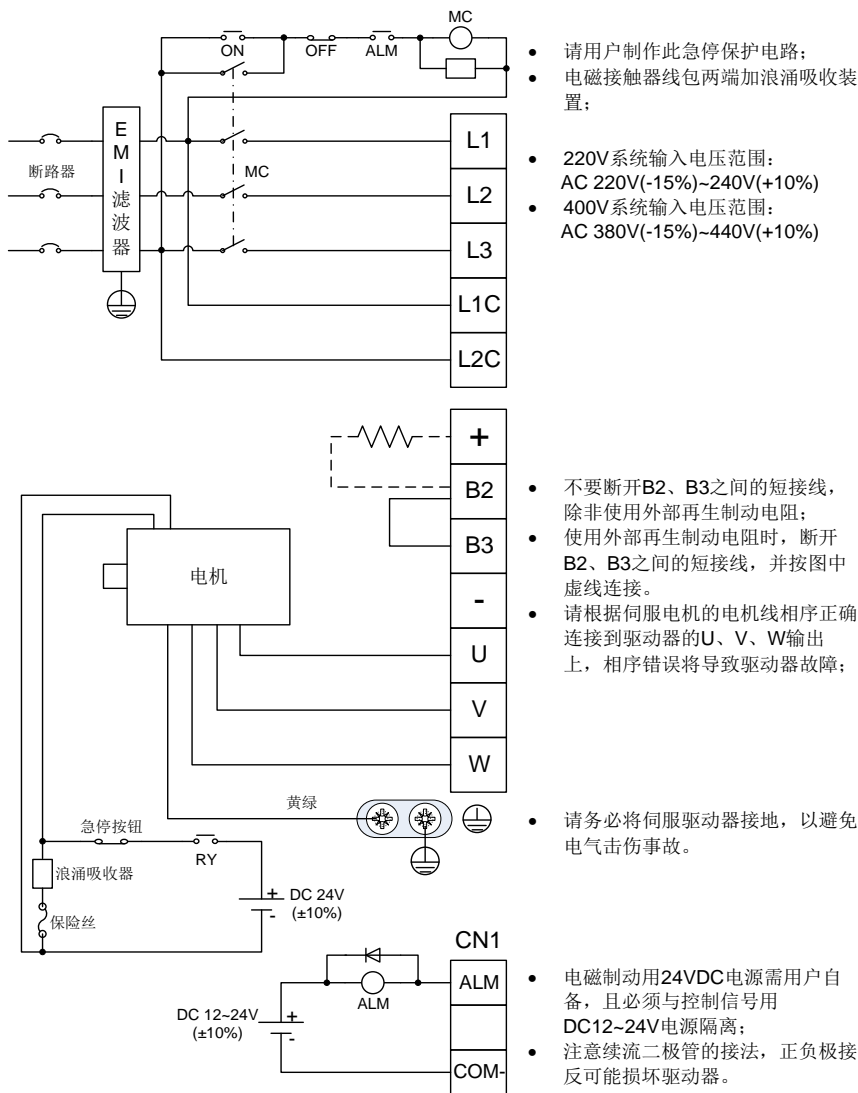 MC
ON
OFF
ALM
• 请用户制作此急停保护电路；
• 电磁接触器线包两端加浪涌吸收装
置；
断路器
E
M
I
滤
波
器
MC
L1
L2
L3
L1C
L2C
• 220V系统输入电压范围：
AC 220V(-15%)~240V(+10%)
• 400V系统输入电压范围：
AC 380V(-15%)~440V(+10%)
+
B2
B3
-
U
V
W
电机
• 不要断开B2、B3之间的短接线，
除非使用外部再生制动电阻；
• 使用外部再生制动电阻时，断开
B2、B3之间的短接线，并按图中
虚线连接。
• 请根据伺服电机的电机线相序正确
连接到驱动器的U、V、W输出
上，相序错误将导致驱动器故障；
黄绿
• 请务必将伺服驱动器接地，以避免
电气击伤事故。
急停按钮
RY
浪涌吸收器
保险丝
+ DC 24V
- (±10%)
CN1
ALM
COM-
ALM
DC 12~24V +
(±10%) -
• 电磁制动用24VDC电源需用户自
备，且必须与控制信号用
DC12~24V电源隔离；
• 注意续流二极管的接法，正负极接
反可能损坏驱动器。